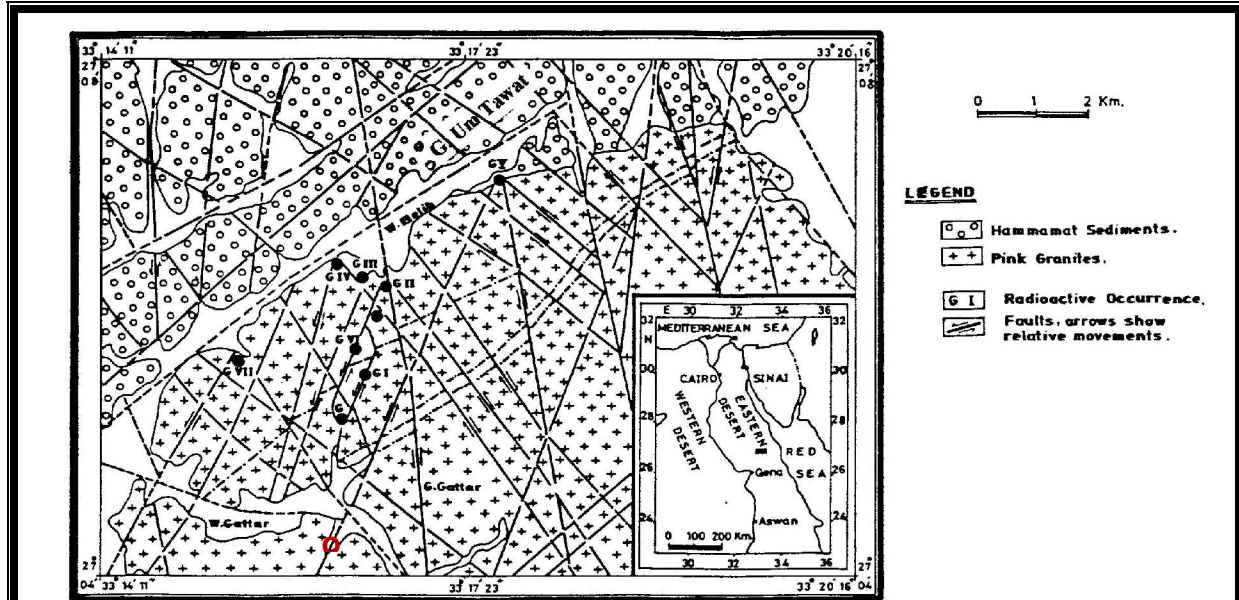 33° 14' 11" 33° 17' 23" 33° 20' 16"
27° 08' 27° 08'
G. Um Tawat
G V
W. Belih
G III
G IV
G II
G VI
G VII
G I
G
G. Gattar
W. Gattar
O
27° 04' 33° 14' 11" 33° 17' 23" 33° 20' 16" 27° 04'
0 1 2 Km.
LEGEND
Hammamat Sediments.
Pink Granites.
G I Radioactive Occurrence.
Faults, arrows show
relative movements.
E 30 32 34 36
32 32
MEDITERRANEAN SEA
N
30 30
CAIRO SINAI
WESTERN DESERT
EASTERN DESERT
28 28
RED SEA
26 26
Qena
24 24
Aswan
0 100 200 Km.
30 32 34 36